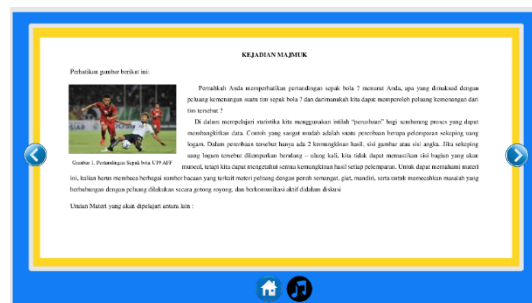 KEJADIAN MAJMUK
Perhatikan gambar berikut ini:
Pernahkah Anda memperhatikan pertandingan sepak bola ? menurut Anda, apa yang dimaksud dengan
peluang kemenangan suatu tim sepak bola ? dan darimanakah kita dapat memperoleh peluang kemenangan dari
tim tersebut ?
Di dalam mempelajari statistika kita menggunakan istilah “percobaan” bagi sembarang proses yang dapat
membangkitkan data. Contoh yang sangat mudah adalah suatu percobaan berupa pelemparan sekeping uang
logam. Dalam percobaan tersebut hanya ada 2 kemungkinan hasil, sisi gambar atau sisi angka. Jika sekeping
uang logam tersebut dilemparkan berulang – ulang kali, kita tidak dapat memastikan sisi bagian yang akan
Gambar 1. Pertandingan Sepak bola U19 AFF
muncul, tetapi kita dapat mengetahui semua kemungkinan hasil setiap pelemparan. Untuk dapat memahami materi
ini, kalian harus membaca berbagai sumber bacaan yang terkait materi peluang dengan penuh semangat, giat, mandiri, serta untuk memecahkan masalah yang
berhubungan dengan peluang dilakukan secara gotong royong, dan berkomunikasi aktif didalam diskusi
Uraian Materi yang akan dipelajari antara lain :